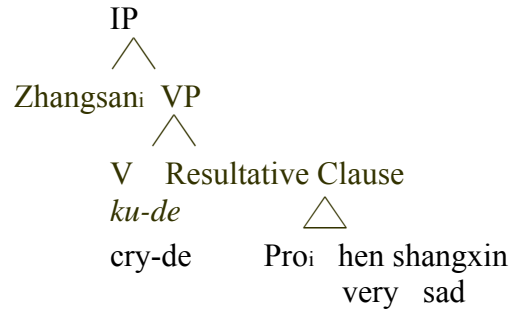 IP
Zhangsani VP
V Resultative Clause
ku-de
cry-de Proi hen shangxin
very sad